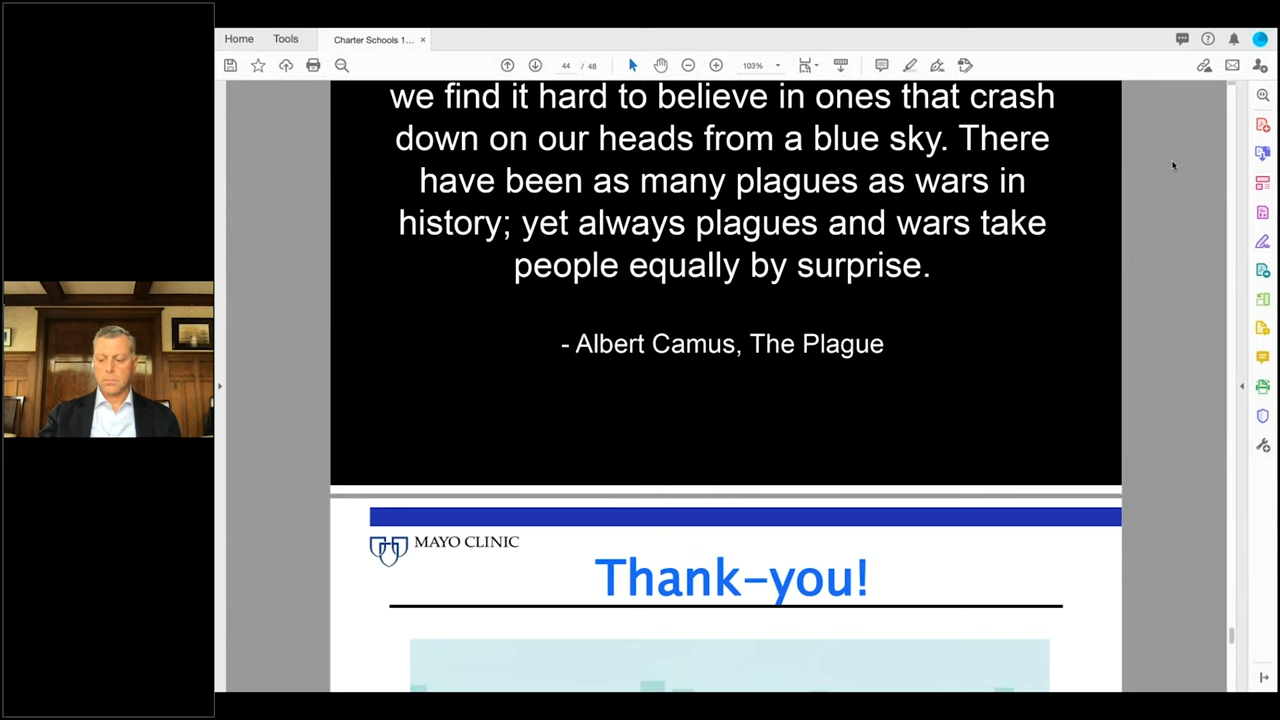 Home
Tools
Charter Schools 1... ×
44 / 48
103%
we find it hard to believe in ones that crash
down on our heads from a blue sky. There
have been as many plagues as wars in
history; yet always plagues and wars take
people equally by surprise.
- Albert Camus, The Plague
MAYO CLINIC
Thank-you!